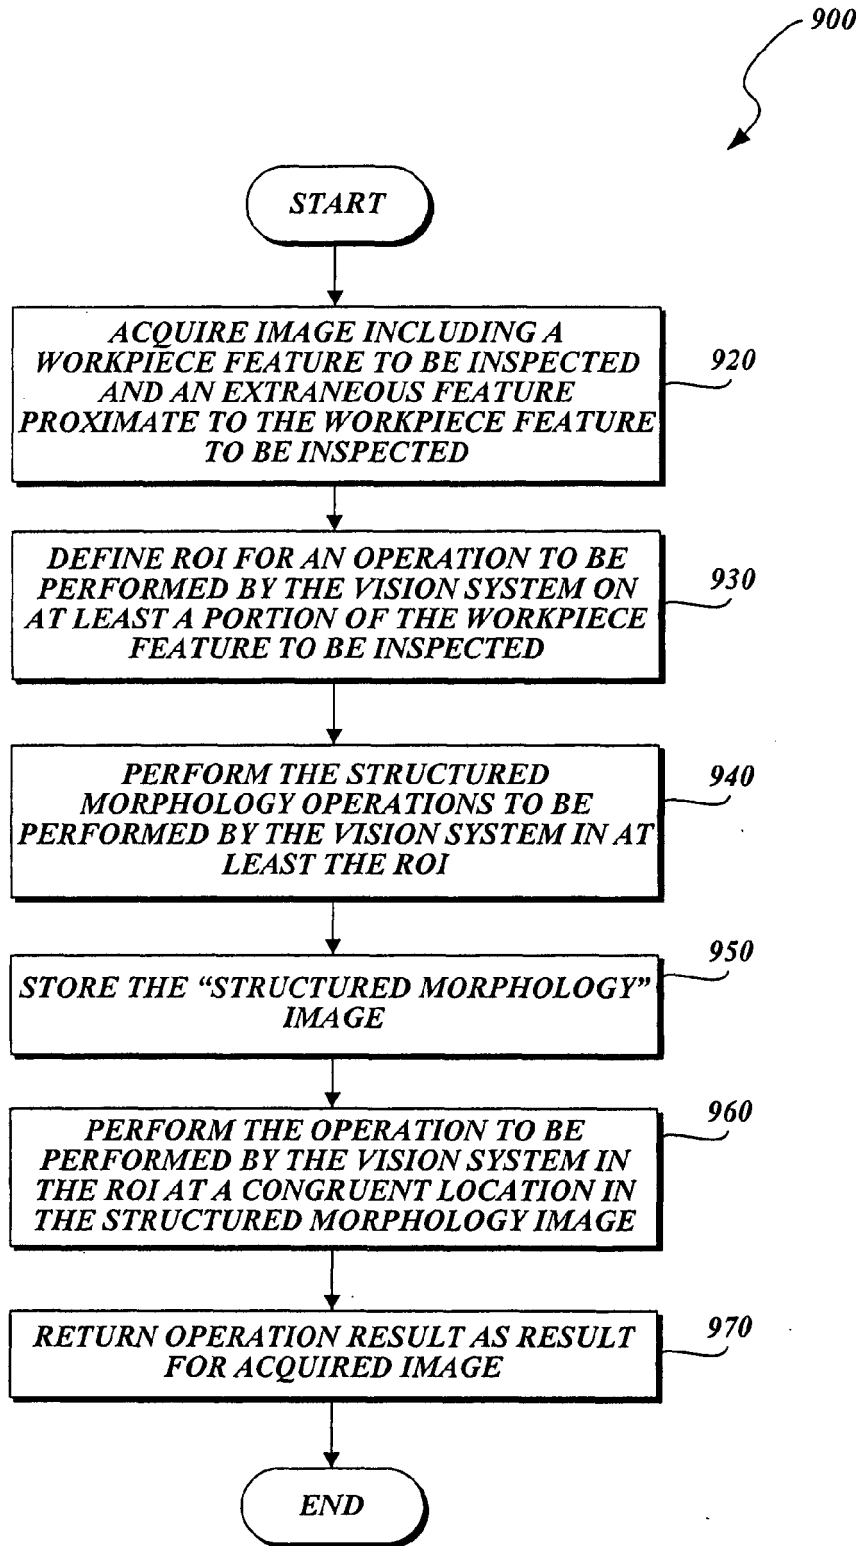 900
START
ACQUIRE IMAGE INCLUDING A
WORKPIECE FEATURE TO BE INSPECTED
AND AN EXTRANEOUS FEATURE
PROXIMATE TO THE WORKPIECE FEATURE
TO BE INSPECTED
920
DEFINE ROI FOR AN OPERATION TO BE
PERFORMED BY THE VISION SYSTEM ON
AT LEAST A PORTION OF THE WORKPIECE
FEATURE TO BE INSPECTED
930
PERFORM THE STRUCTURED
MORPHOLOGY OPERATIONS TO BE
PERFORMED BY THE VISION SYSTEM IN AT
LEAST THE ROI
940
STORE THE “STRUCTURED MORPHOLOGY”
IMAGE
950
PERFORM THE OPERATION TO BE
PERFORMED BY THE VISION SYSTEM IN
THE ROI AT A CONGRUENT LOCATION IN
THE STRUCTURED MORPHOLOGY IMAGE
960
RETURN OPERATION RESULT AS RESULT
FOR ACQUIRED IMAGE
970
END